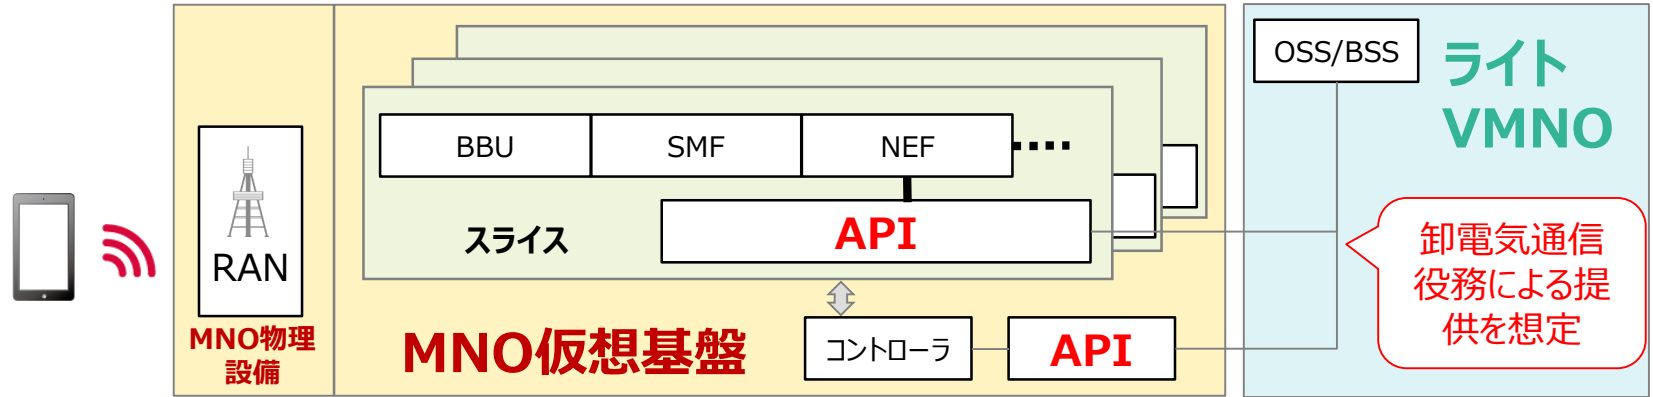 OSS/BSS
ライト
VMNO
BBU
SMF
NEF
スライス
API
RAN
MNO物理
設備
MNO仮想基盤
コントローラ
API
卸電気通信
役務による提
供を想定